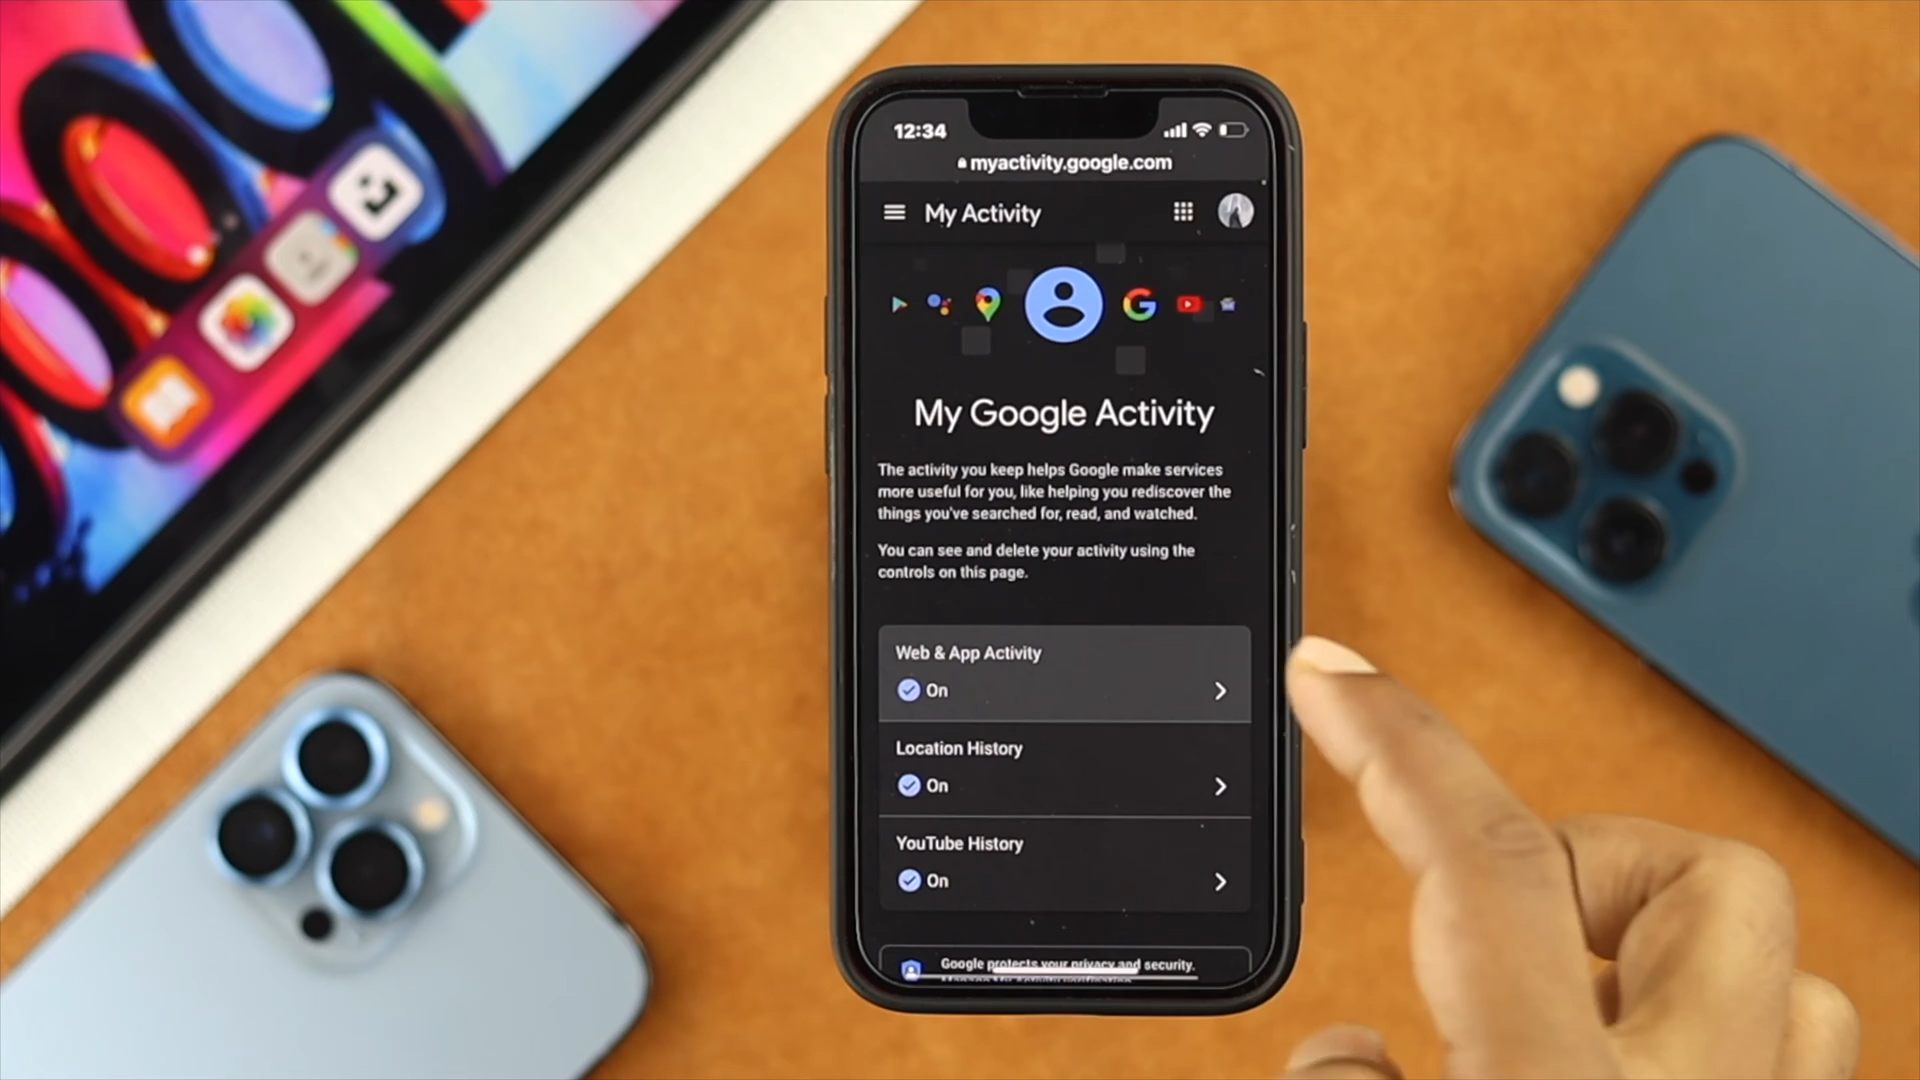 12:34
myactivity.google.com
My Activity
My Google Activity
The activity you keep helps Google make services
more useful for you, like helping you rediscover the
things you've searched for, read, and watched.
You can see and delete your activity using the
controls on this page.
Web & App Activity
On
Location History
On
YouTube History
On
Google protects your privacy and security.